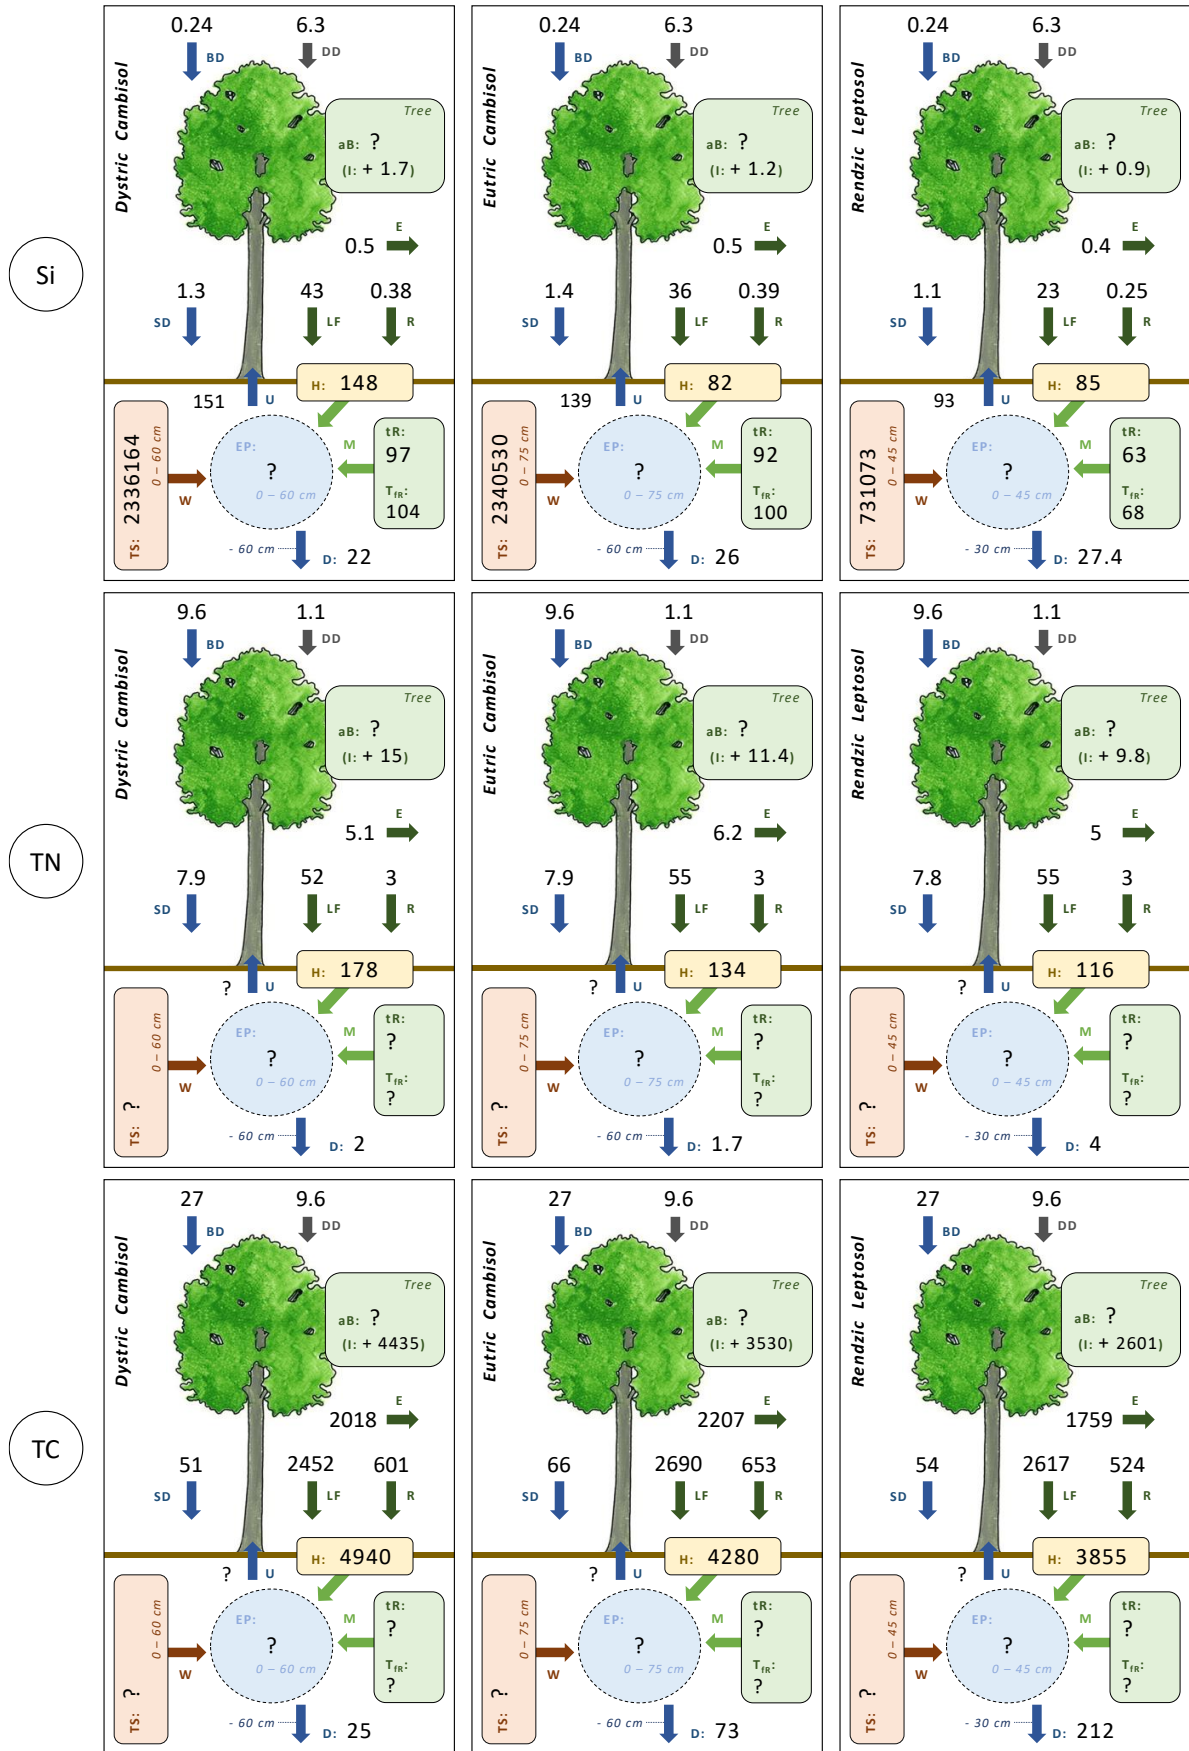 Si
Dystric Cambisol
0.24
BD
6.3
DD
Tree
aB: ?
(I: + 1.7)
E
0.5
1.3
SD
43
LF
0.38
R
H: 148
151
U
TS: 2336164
0 – 60 cm
W
EP:
?
0 – 60 cm
M
tR:
97
TfR:
104
- 60 cm
D: 22
Eutric Cambisol
0.24
BD
6.3
DD
Tree
aB: ?
(I: + 1.2)
E
0.5
1.4
SD
36
LF
0.39
R
H: 82
139
U
TS: 2340530
0 – 75 cm
W
EP:
?
0 – 75 cm
M
tR:
92
TfR:
100
- 60 cm
D: 26
Rendzic Leptosol
0.24
BD
6.3
DD
Tree
aB: ?
(I: + 0.9)
E
0.4
1.1
SD
23
LF
0.25
R
H: 85
93
U
TS: 731073
0 – 45 cm
W
EP:
?
0 – 45 cm
M
tR:
63
TfR:
68
- 30 cm
D: 27.4
TN
Dystric Cambisol
9.6
BD
1.1
DD
Tree
aB: ?
(I: + 15)
E
5.1
7.9
SD
52
LF
3
R
H: 178
?
U
TS: ?
0 – 60 cm
W
EP:
?
0 – 60 cm
M
tR:
?
TfR:
?
- 60 cm
D: 2
Eutric Cambisol
9.6
BD
1.1
DD
Tree
aB: ?
(I: + 11.4)
E
6.2
7.9
SD
55
LF
3
R
H: 134
?
U
TS: ?
0 – 75 cm
W
EP:
?
0 – 75 cm
M
tR:
?
TfR:
?
- 60 cm
D: 1.7
Rendzic Leptosol
9.6
BD
1.1
DD
Tree
aB: ?
(I: + 9.8)
E
5
7.8
SD
55
LF
3
R
H: 116
?
U
TS: ?
0 – 45 cm
W
EP:
?
0 – 45 cm
M
tR:
?
TfR:
?
- 30 cm
D: 4
TC
Dystric Cambisol
27
BD
9.6
DD
Tree
aB: ?
(I: + 4435)
E
2018
51
SD
2452
LF
601
R
H: 4940
?
U
TS: ?
0 – 60 cm
W
EP:
?
0 – 60 cm
M
tR:
?
TfR:
?
- 60 cm
D: 25
Eutric Cambisol
27
BD
9.6
DD
Tree
aB: ?
(I: + 3530)
E
2207
66
SD
2690
LF
653
R
H: 4280
?
U
TS: ?
0 – 75 cm
W
EP:
?
0 – 75 cm
M
tR:
?
TfR:
?
- 60 cm
D: 73
Rendzic Leptosol
27
BD
9.6
DD
Tree
aB: ?
(I: + 2601)
E
1759
54
SD
2617
LF
524
R
H: 3855
?
U
TS: ?
0 – 45 cm
W
EP:
?
0 – 45 cm
M
tR:
?
TfR:
?
- 30 cm
D: 212